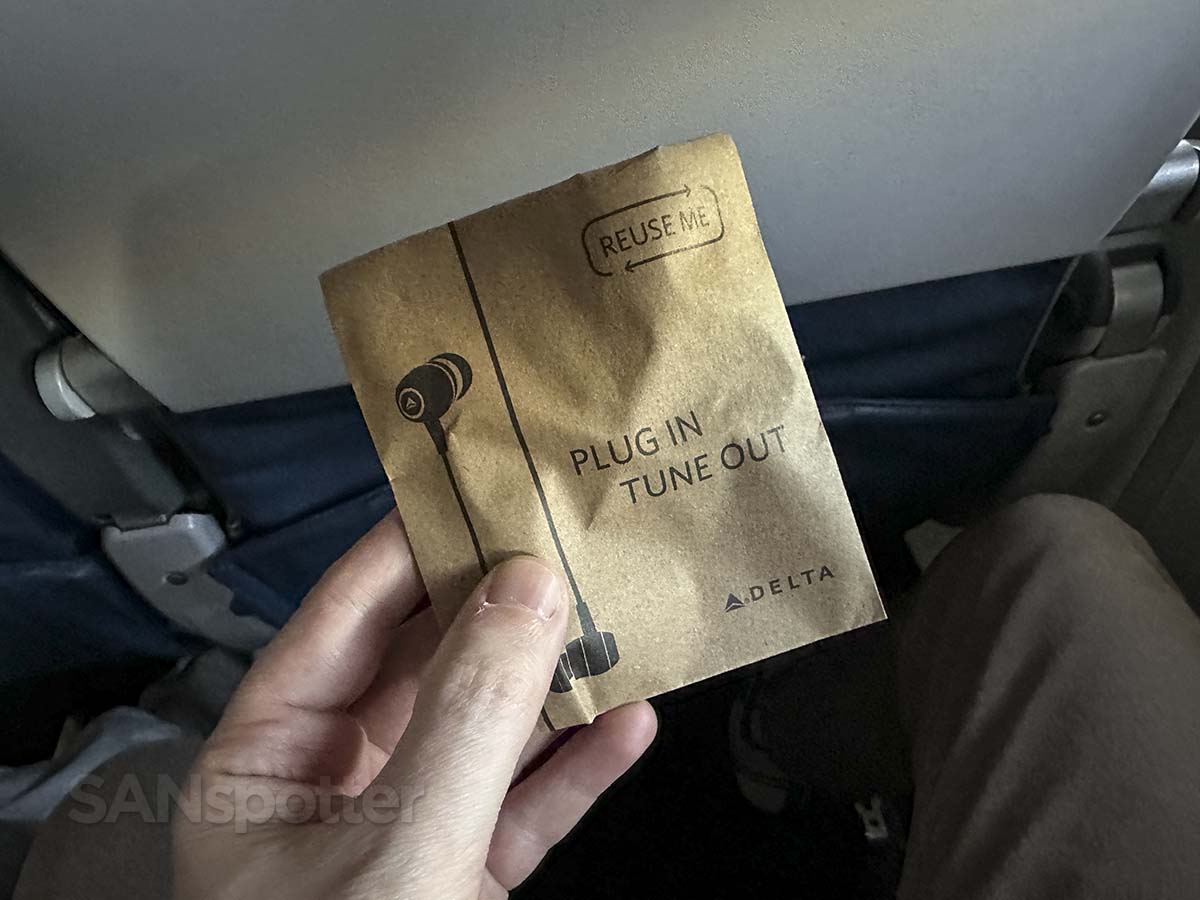 REUSE ME
PLUG IN
TUNE OUT
DELTA
SANspotter